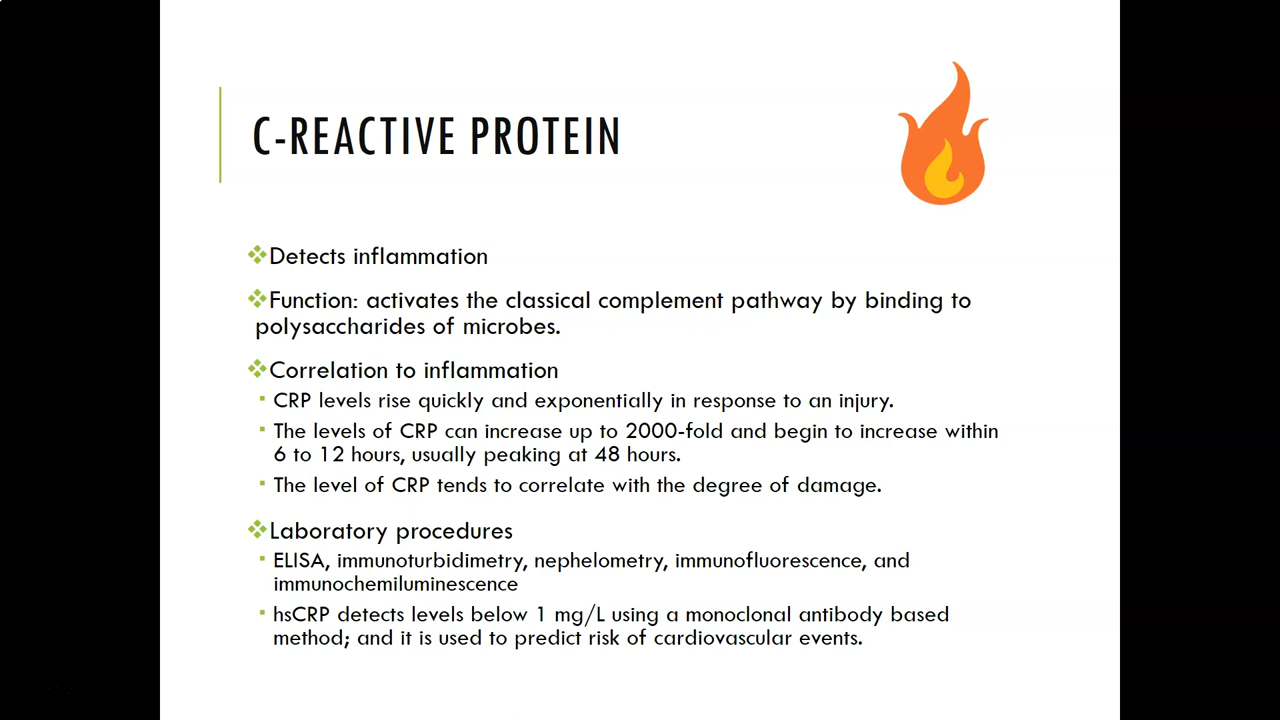 C-REACTIVE PROTEIN
Detects inflammation
Function: activates the classical complement pathway by binding to
polysaccharides of microbes.
Correlation to inflammation
CRP levels rise quickly and exponentially in response to an injury.
The levels of CRP can increase up to 2000-fold and begin to increase within
6 to 12 hours, usually peaking at 48 hours.
The level of CRP tends to correlate with the degree of damage.
Laboratory procedures
ELISA, immunoturbidimetry, nephelometry, immunofluorescence, and
immunochemiluminescence
hsCRP detects levels below 1 mg/L using a monoclonal antibody based
method; and it is used to predict risk of cardiovascular events.